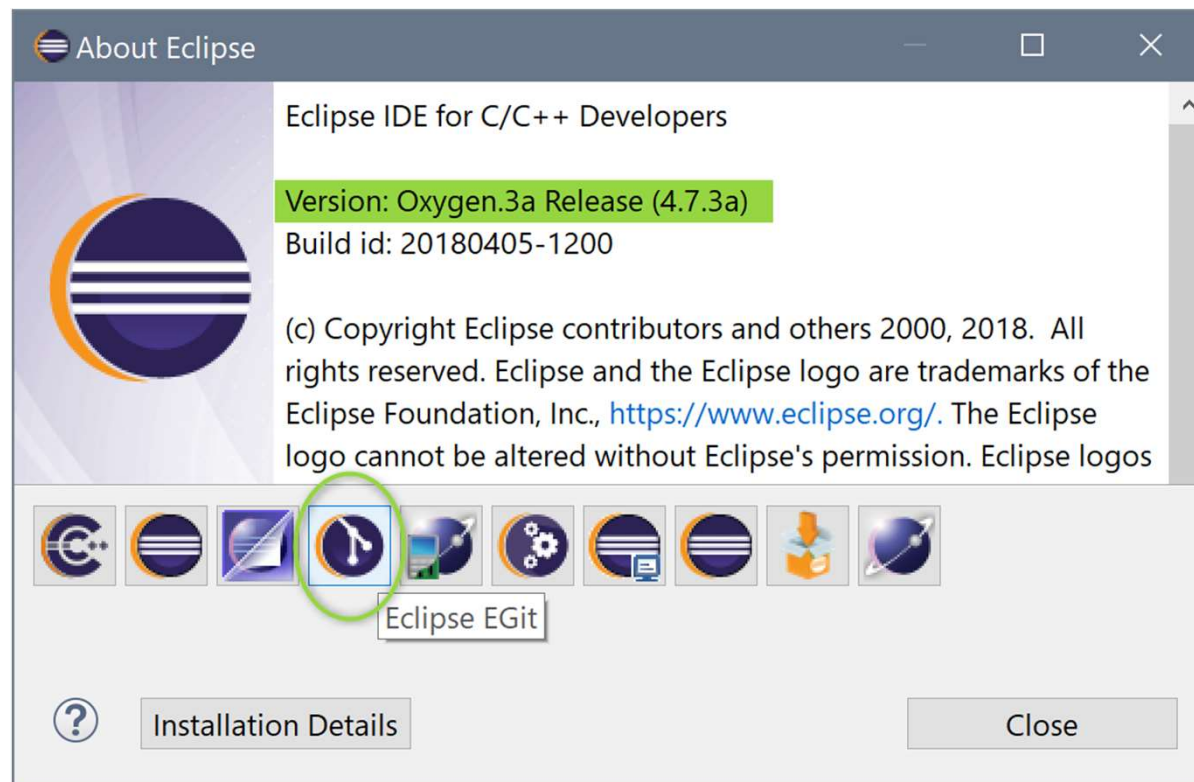 About Eclipse
Eclipse IDE for C/C++ Developers
Version: Oxygen.3a Release (4.7.3a)
Build id: 20180405-1200
(c) Copyright Eclipse contributors and others 2000, 2018.  All
rights reserved. Eclipse and the Eclipse logo are trademarks of the
Eclipse Foundation, Inc., https://www.eclipse.org/. The Eclipse
logo cannot be altered without Eclipse's permission. Eclipse logos
C++
Eclipse EGit
? Installation Details Close